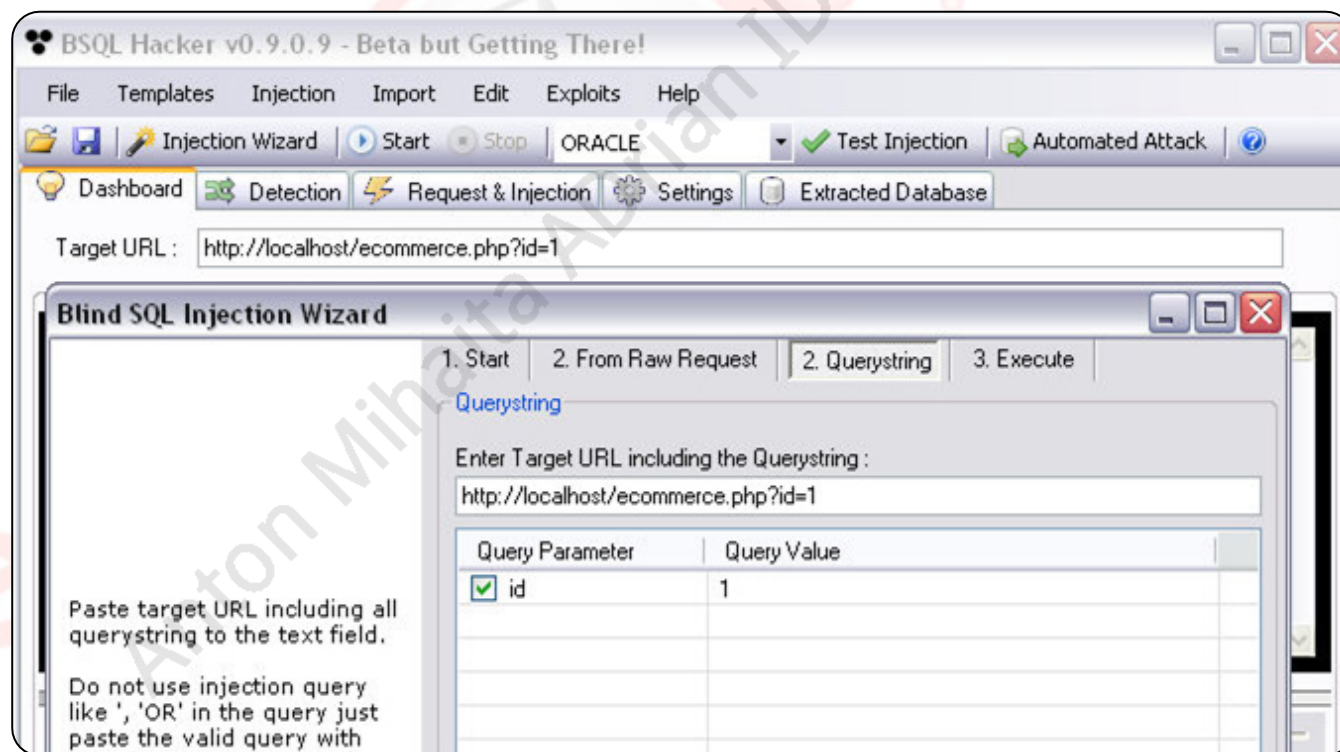 BSQL Hacker v0.9.0.9 - Beta but Getting There!
File Templates Injection Import Edit Exploits Help
Injection Wizard Start Stop ORACLE Test Injection Automated Attack
Dashboard Detection Request & Injection Settings Extracted Database
Target URL : http://localhost/ecommerce.php?id=1
Blind SQL Injection Wizard
1. Start 2. From Raw Request 2. Querystring 3. Execute
Querystring
Enter Target URL including the Querystring :
http://localhost/ecommerce.php?id=1
Query Parameter Query Value
id 1
Paste target URL including all
querystring to the text field.
Do not use injection query
like ', 'OR' in the query just
paste the valid query with
Anton Mihaita Adrian ID